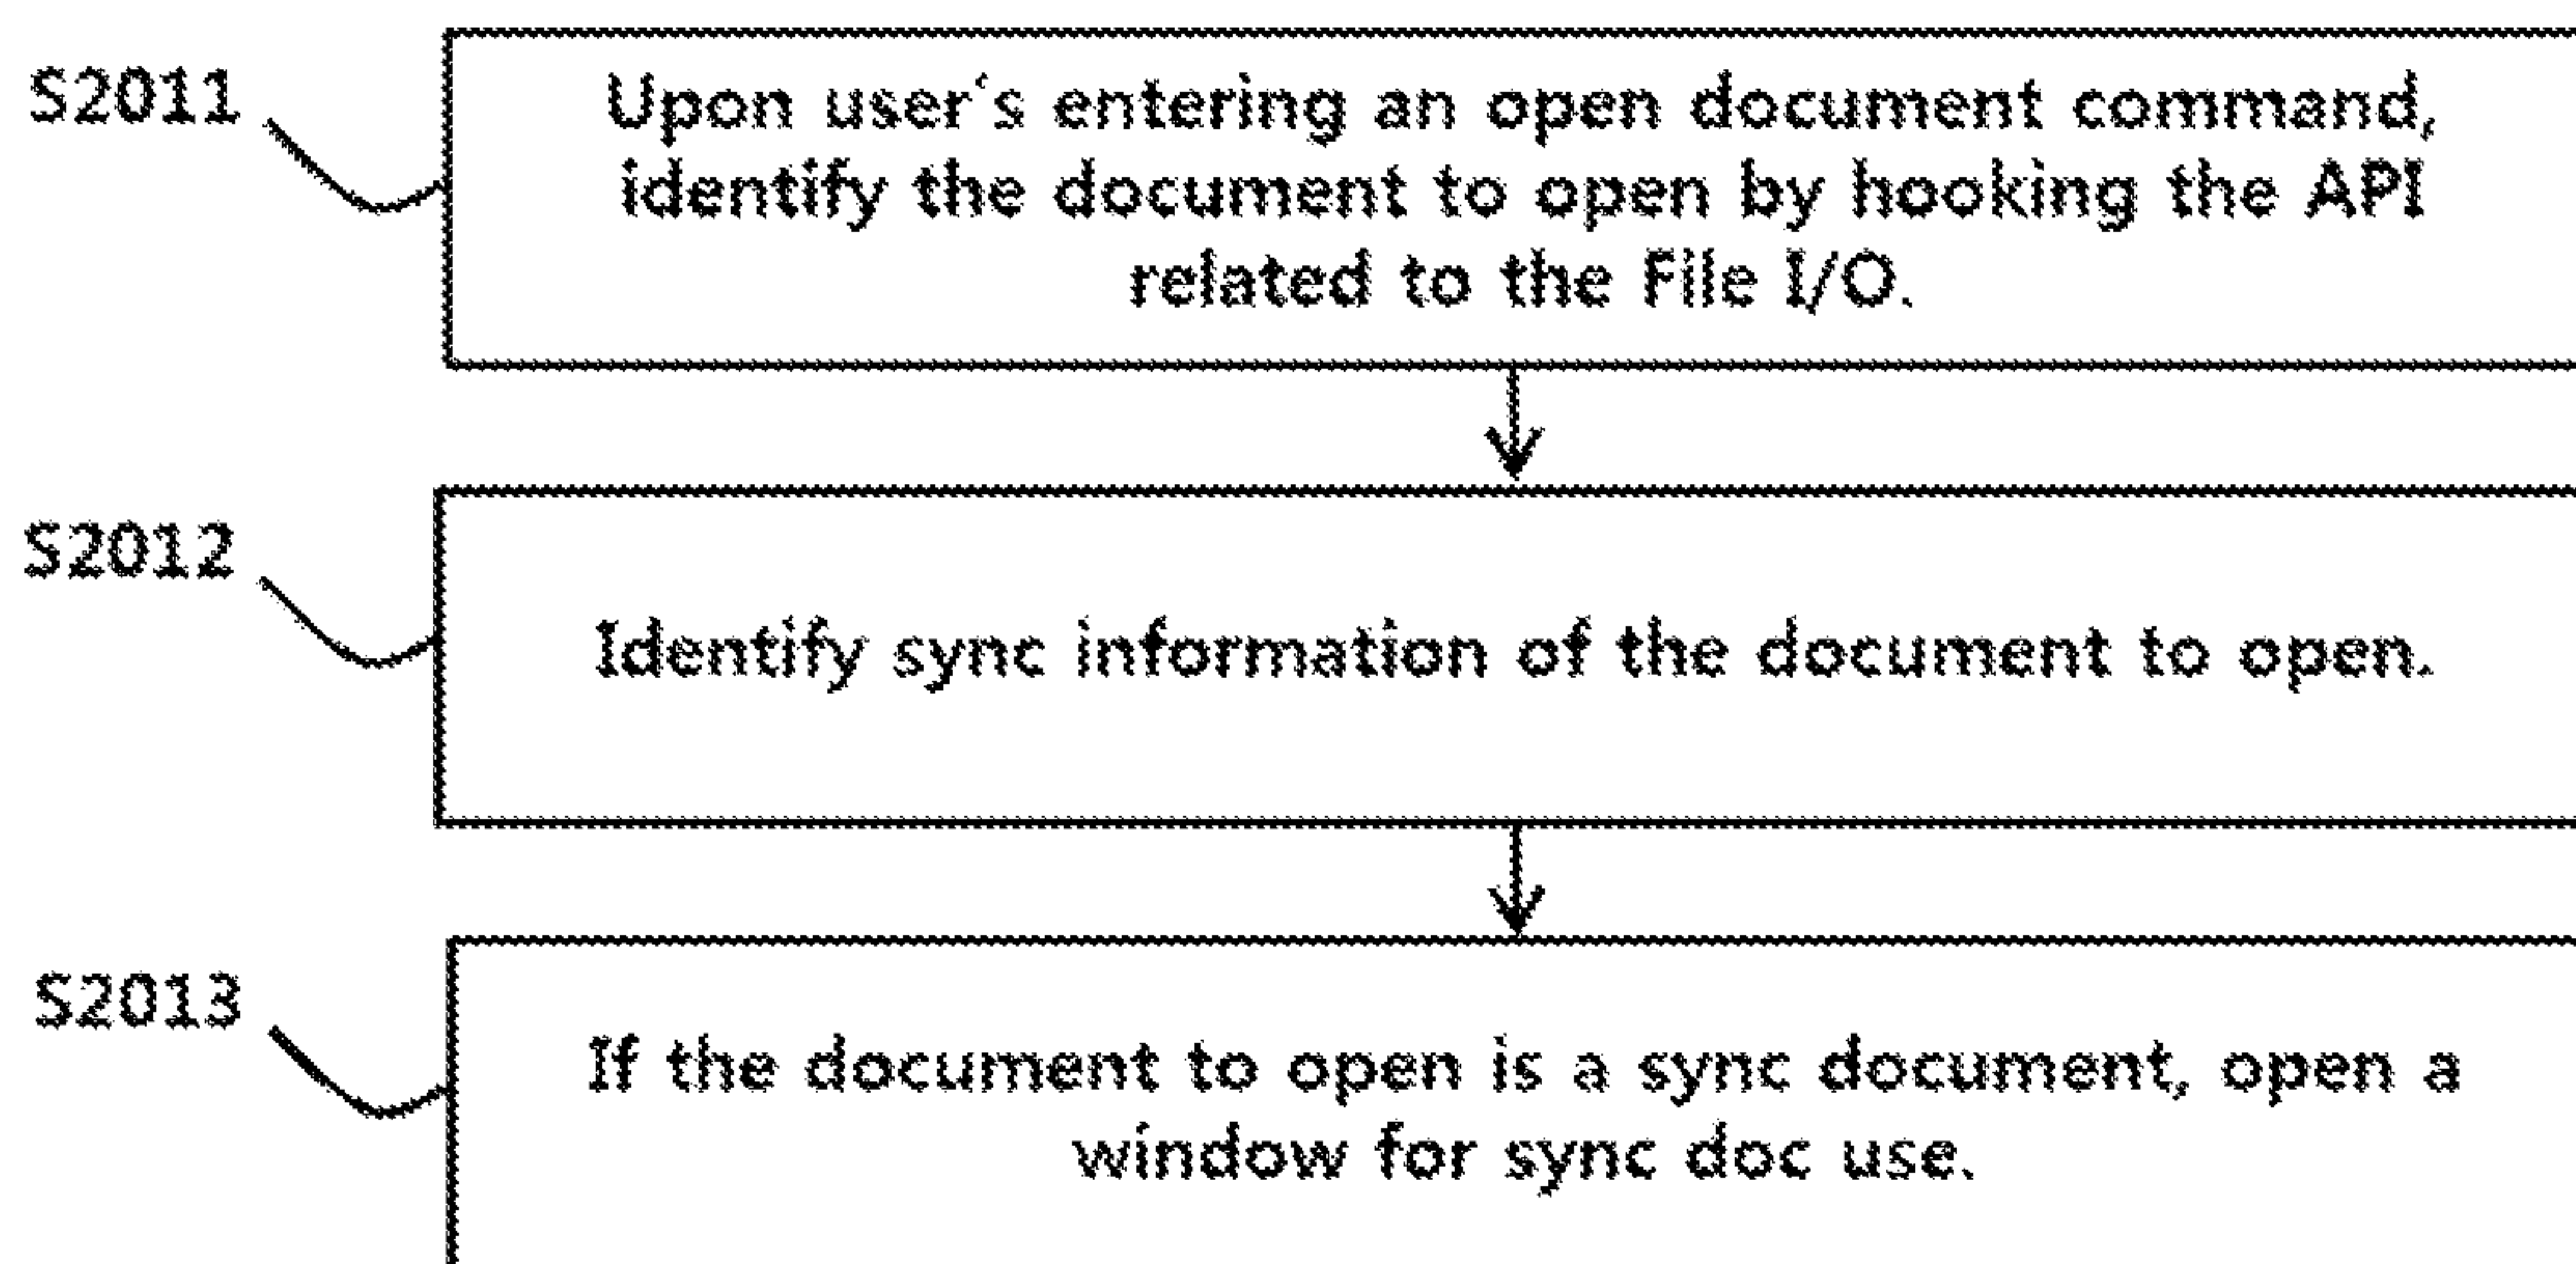 S2011
Upon user's entering an open document command,
identify the document to open by hooking the API
related to the File I/O.
S2012
Identify sync information of the document to open.
S2013
If the document to open is a sync document, open a
window for sync doc use.